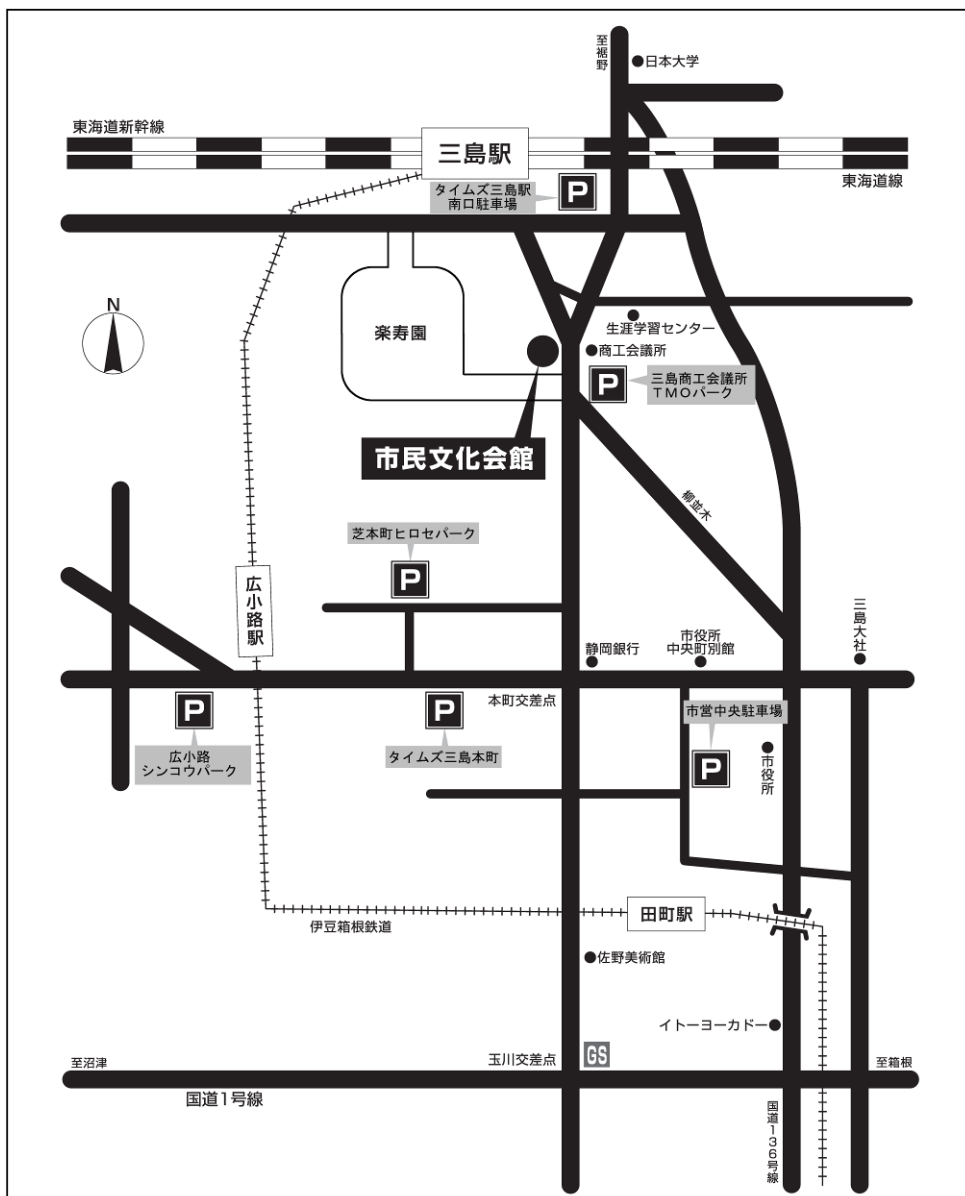 至裾野
日本大学
東海道新幹線
三島駅
東海道線
タイムズ三島駅
南口駐車場
P
N
楽寿園
生涯学習センター
商工会議所
P
三島商工会議所
TMOパーク
市民文化会館
柳並木
芝本町ヒロセパーク
P
広小路駅
三島大社
静岡銀行
市役所
中央町別館
本町交差点
P
広小路
シンコウパーク
P
タイムズ三島本町
市営中央駐車場
P
市役所
田町駅
伊豆箱根鉄道
佐野美術館
イトーヨーカドー
玉川交差点
GS
至沼津
至箱根
国道1号線
国道136号線